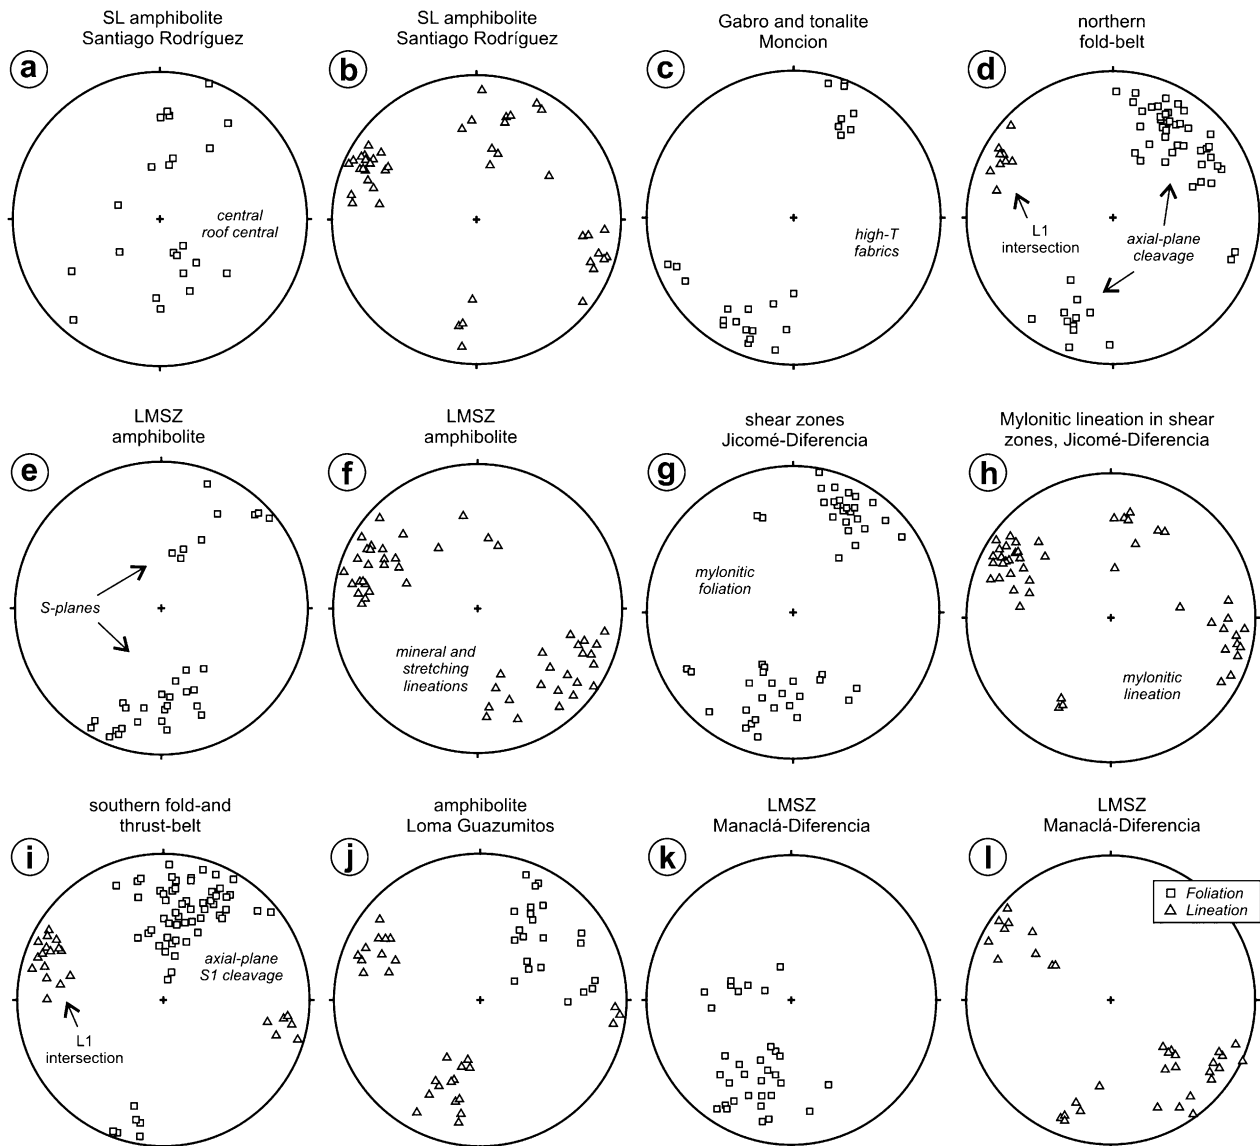 SL amphibolite
Santiago Rodríguez
a
central
roof central
SL amphibolite
Santiago Rodríguez
b
Gabro and tonalite
Moncion
c
high-T
fabrics
northern
fold-belt
d
L1
intersection
axial-plane
cleavage
LMSZ
amphibolite
e
S-planes
LMSZ
amphibolite
f
mineral and
stretching
lineations
shear zones
Jicomé-Diferencia
g
mylonitic
foliation
Mylonitic lineation in shear
zones, Jicomé-Diferencia
h
mylonitic
lineation
southern fold-and
thrust-belt
i
axial-plane
S1 cleavage
L1
intersection
amphibolite
Loma Guazumitos
j
LMSZ
Manaclá-Diferencia
k
LMSZ
Manaclá-Diferencia
l
Foliation
Lineation